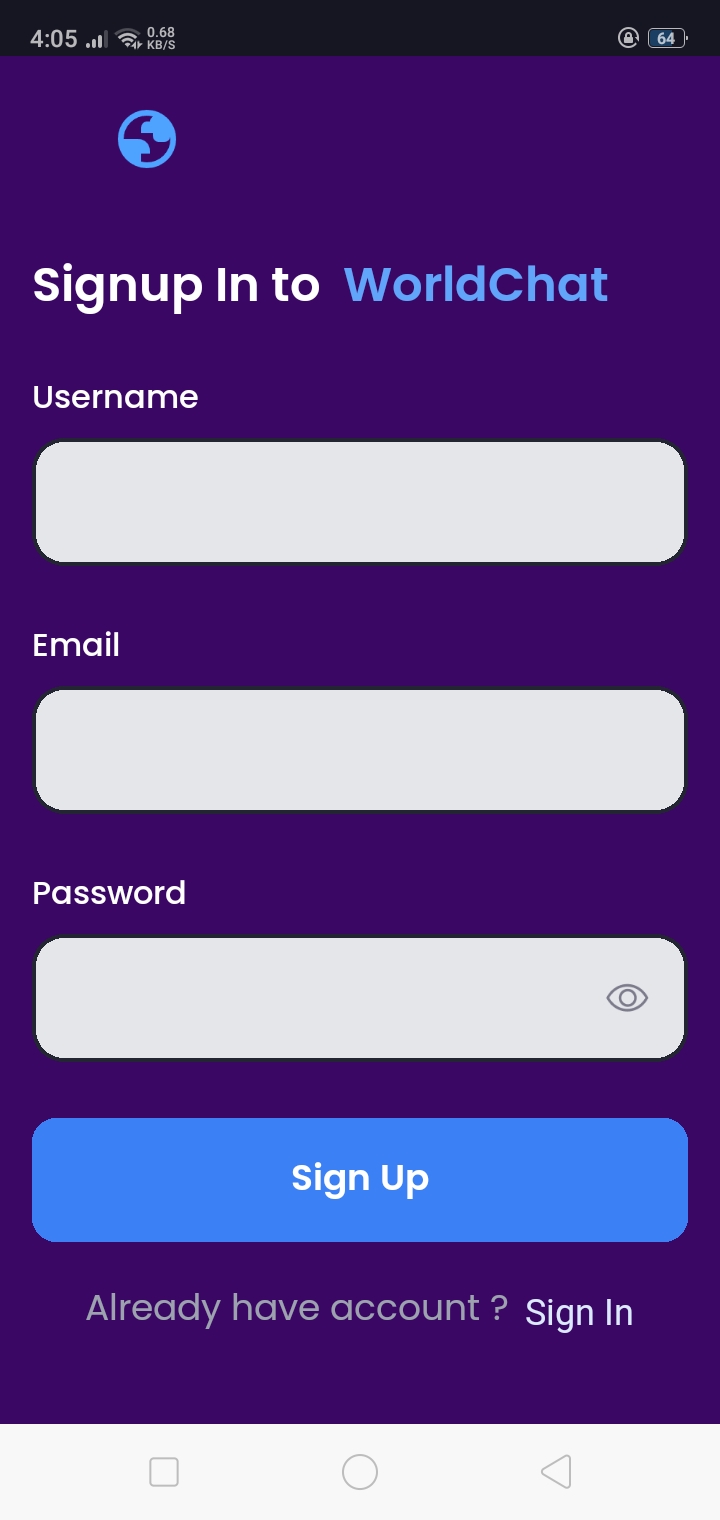 4:05 0.68 KB/S 64
Signup In to WorldChat
Username
Email
Password
Sign Up
Already have account ? Sign In